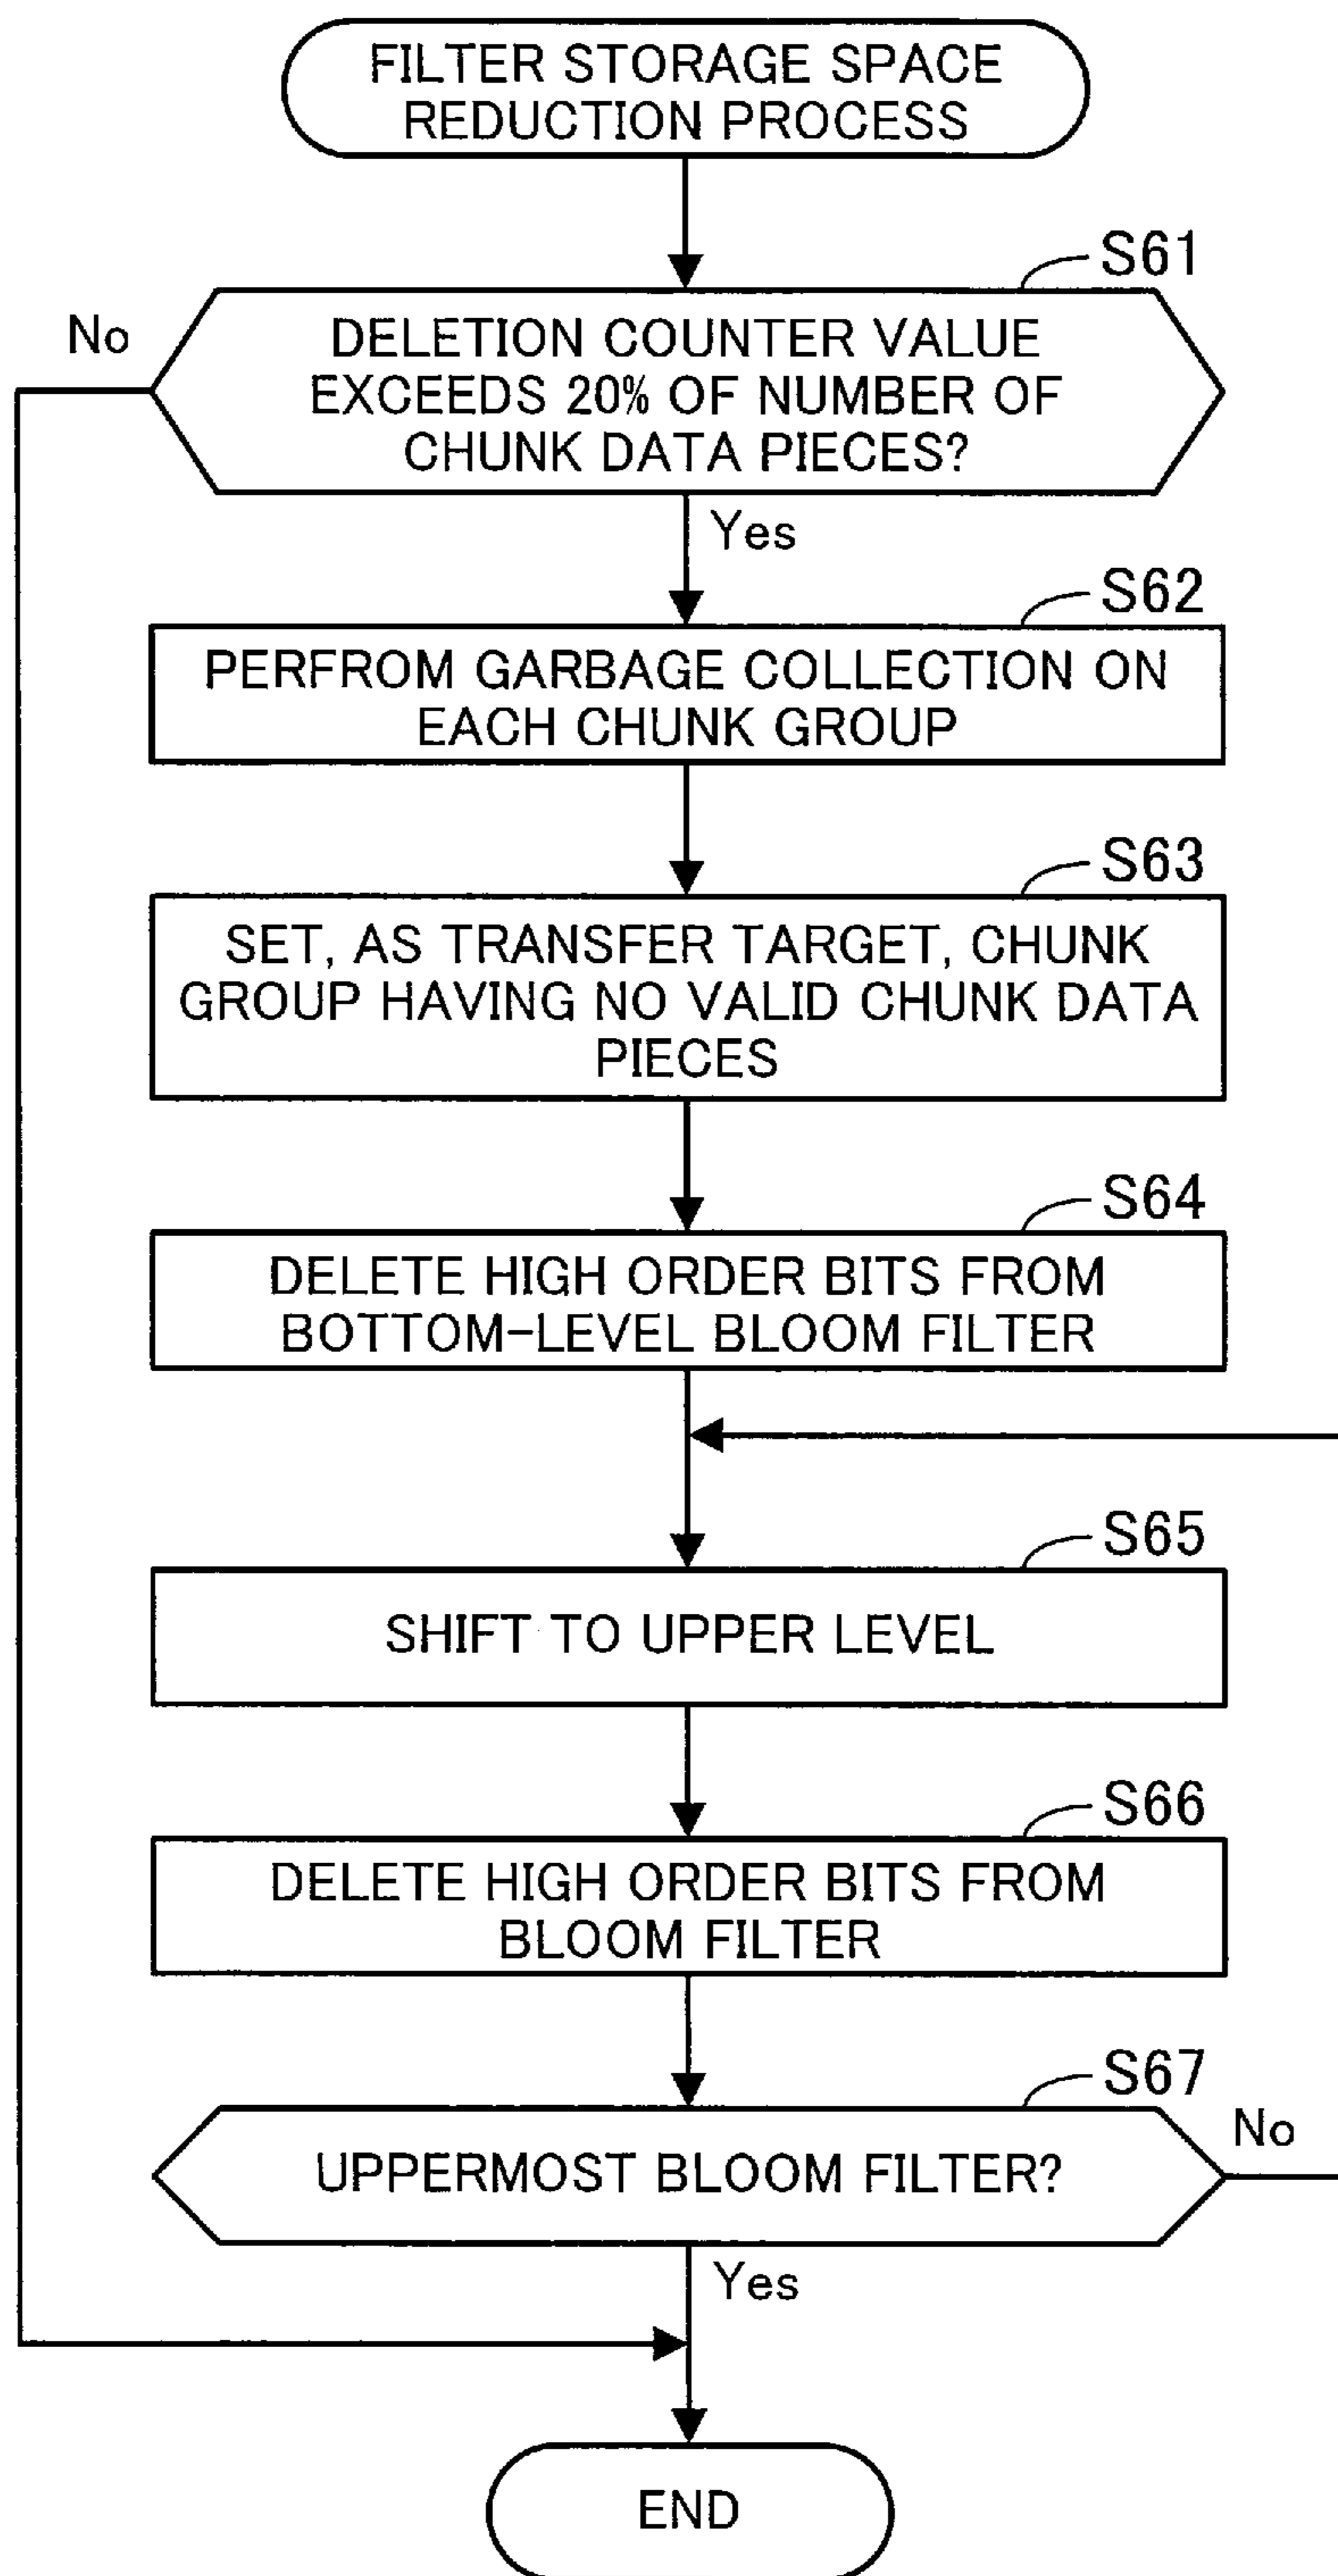 FILTER STORAGE SPACE
REDUCTION PROCESS
S61
No
DELETION COUNTER VALUE
EXCEEDS 20% OF NUMBER OF
CHUNK DATA PIECES?
Yes
S62
PERFROM GARBAGE COLLECTION ON
EACH CHUNK GROUP
S63
SET, AS TRANSFER TARGET, CHUNK
GROUP HAVING NO VALID CHUNK DATA
PIECES
S64
DELETE HIGH ORDER BITS FROM
BOTTOM-LEVEL BLOOM FILTER
S65
SHIFT TO UPPER LEVEL
S66
DELETE HIGH ORDER BITS FROM
BLOOM FILTER
S67
No
UPPERMOST BLOOM FILTER?
Yes
END